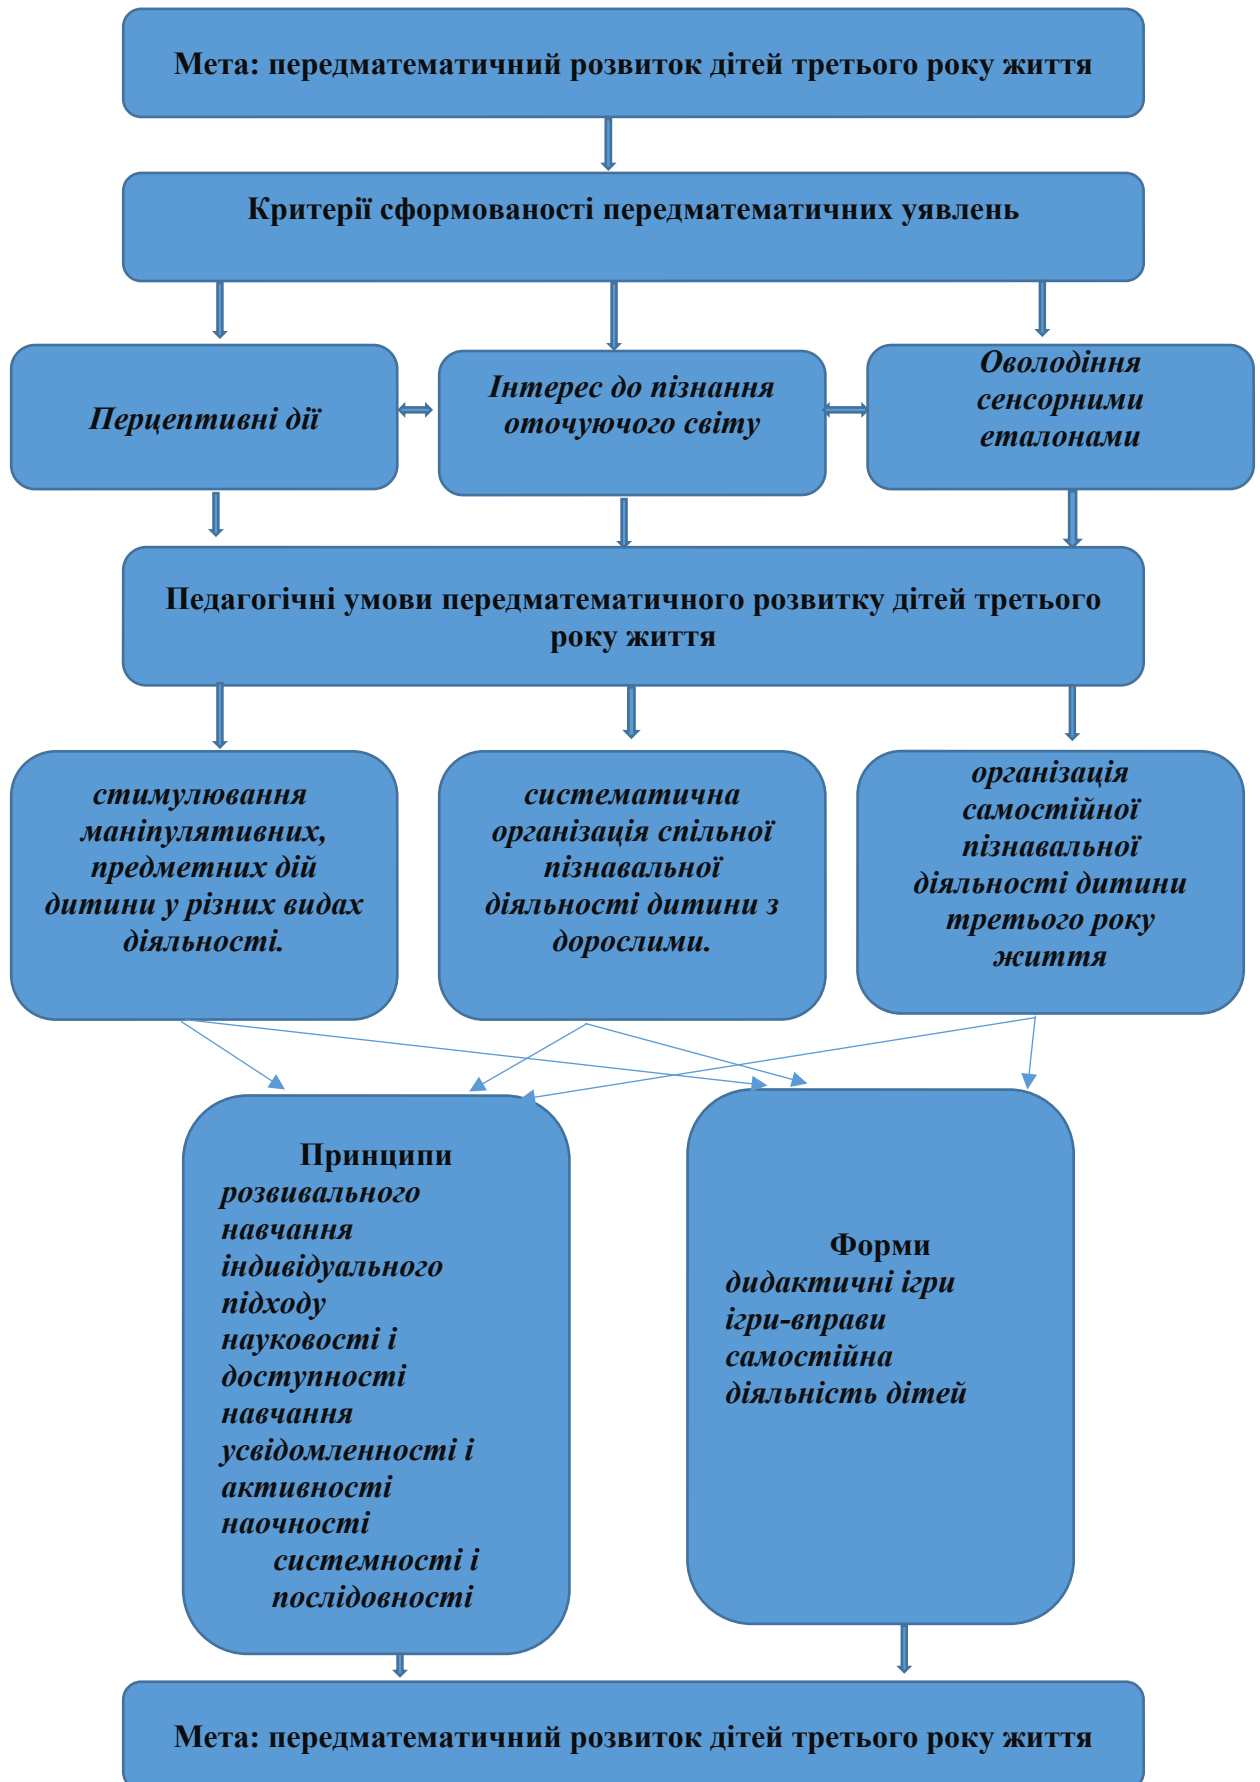 Мета: передматематичний розвиток дітей третього року життя
Критерії сформованості передматематичних уявлень
Перцептивні дії
Інтерес до пізнання
оточуючого світу
Оволодіння
сенсорними
еталонами
Педагогічні умови передматематичного розвитку дітей третього
року життя
стимулювання
маніпулятивних,
предметних дій
дитини у різних видах
діяльності.
систематична
організація спільної
пізнавальної
діяльності дитини з
дорослими.
організація
самостійної
пізнавальної
діяльності дитини
третього року
життя
Принципи
розвивального
навчання
індивідуального
підходу
науковості і
доступності
навчання
усвідомленності і
активності
наочності
системності і
послідовності
Форми
дидактичні ігри
ігри-вправи
самостійна
діяльність дітей
Мета: передматематичний розвиток дітей третього року життя